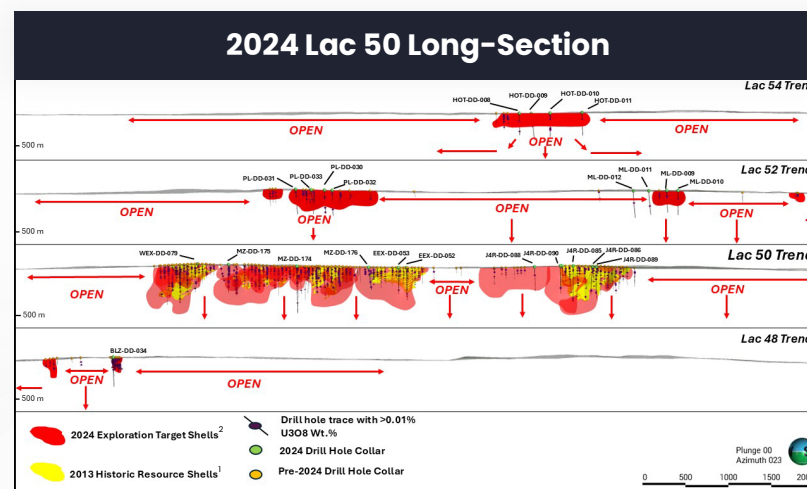 2024 Lac 50 Long-Section
Lac 54 Tren
HOT-DD-008
HOT-DD-009
HOT-DD-010
HOT-DD-011
OPEN
OPEN
OPEN
500 m
Lac 52 Tren
PL-DD-031
PL-DD-033
PL-DD-030
PL-DD-032
ML-DD-012
ML-DD-011
ML-DD-009
ML-DD-010
OPEN
OPEN
OPEN
OPEN
500 m
Lac 50 Tren
WEX-DD-079
MZ-DD-175
MZ-DD-174
MZ-DD-176
EEX-DD-053
EEX-DD-052
J4R-DD-088
J4R-DD-090
J4R-DD-085
J4R-DD-086
J4R-DD-089
OPEN
OPEN
OPEN
500 m
Lac 48 Tren
BLZ-DD-034
OPEN
OPEN
500 m
2024 Exploration Target Shells2
2013 Historic Resource Shells1
Drill hole trace with >0.01%
U3O8 Wt.%
2024 Drill Hole Collar
Pre-2024 Drill Hole Collar
Plunge 00
Azimuth 023
0 500 1000 1500 20